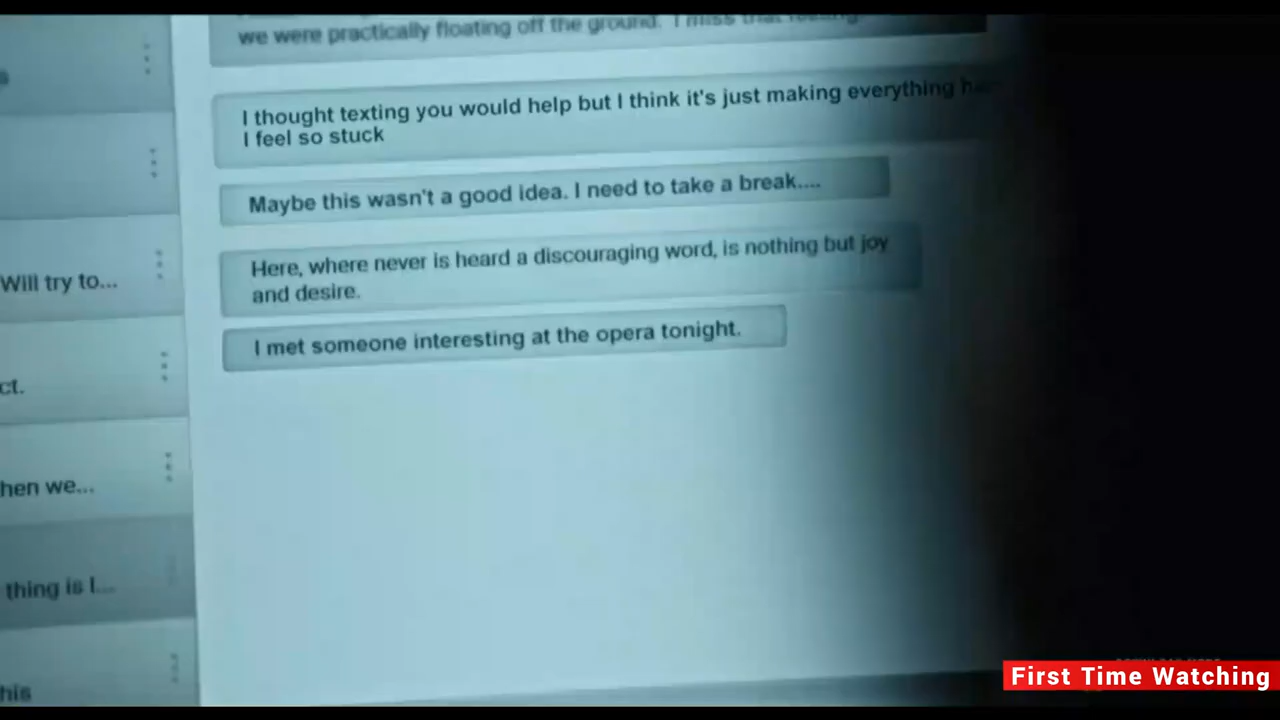 we were practically floating off the ground. I miss that feeling
I thought texting you would help but I think it's just making everything
I feel so stuck
Maybe this wasn't a good idea. I need to take a break....
Here, where never is heard a discouraging word, is nothing but joy
and desire.
I met someone interesting at the opera tonight.
Will try to...
ct.
hen we...
thing is I...
his
First Time Watching